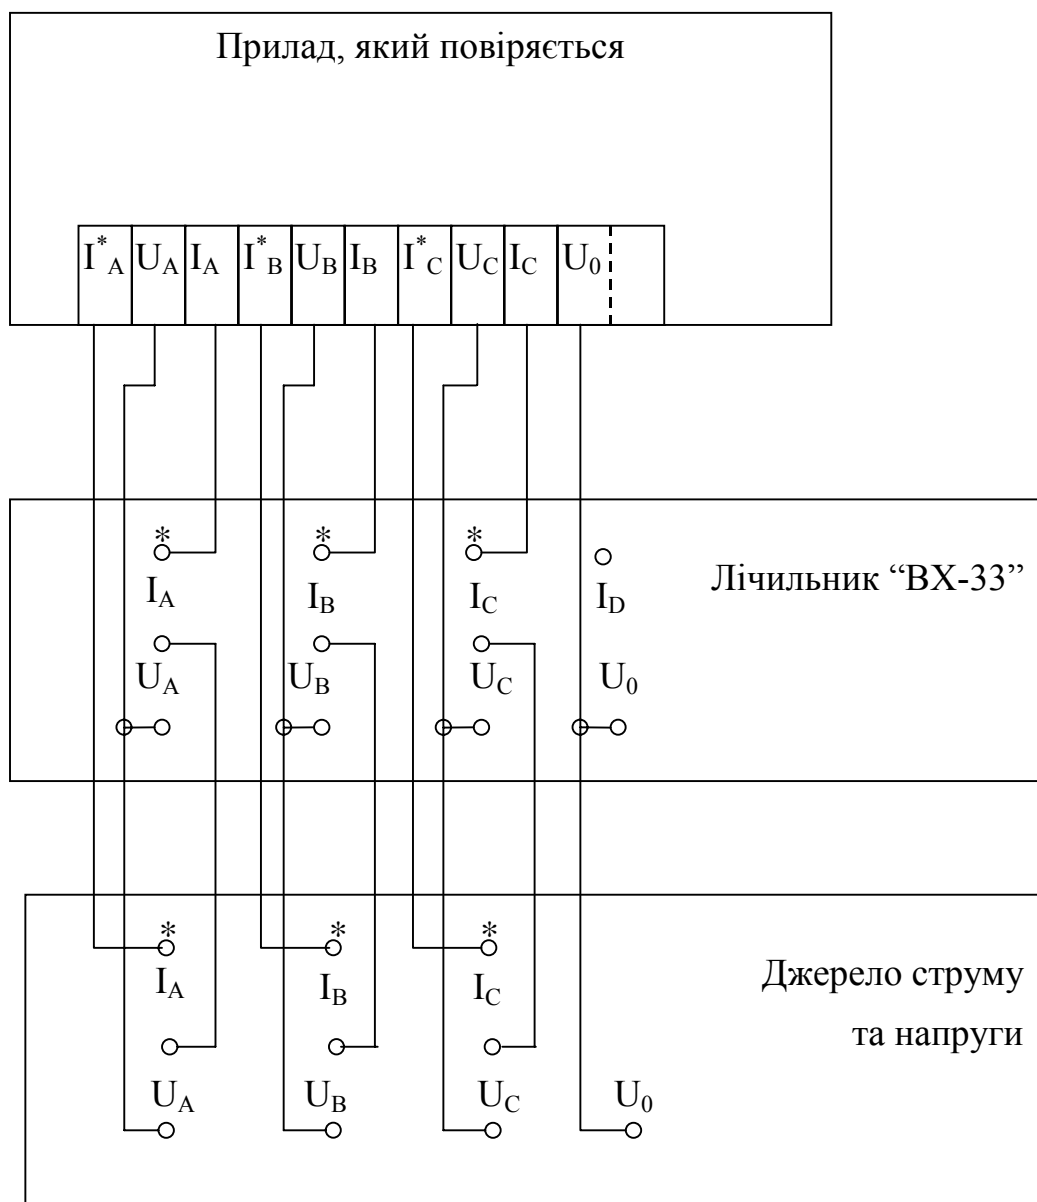 Прилад, який повіряється
I*A UA IA I*B UB IB I*C UC IC U0
* * *
IA IB IC ID Лічильник “ВХ-33”
UA UB UC U0
* * *
IA IB IC Джерело струму
та напруги
UA UB UC U0